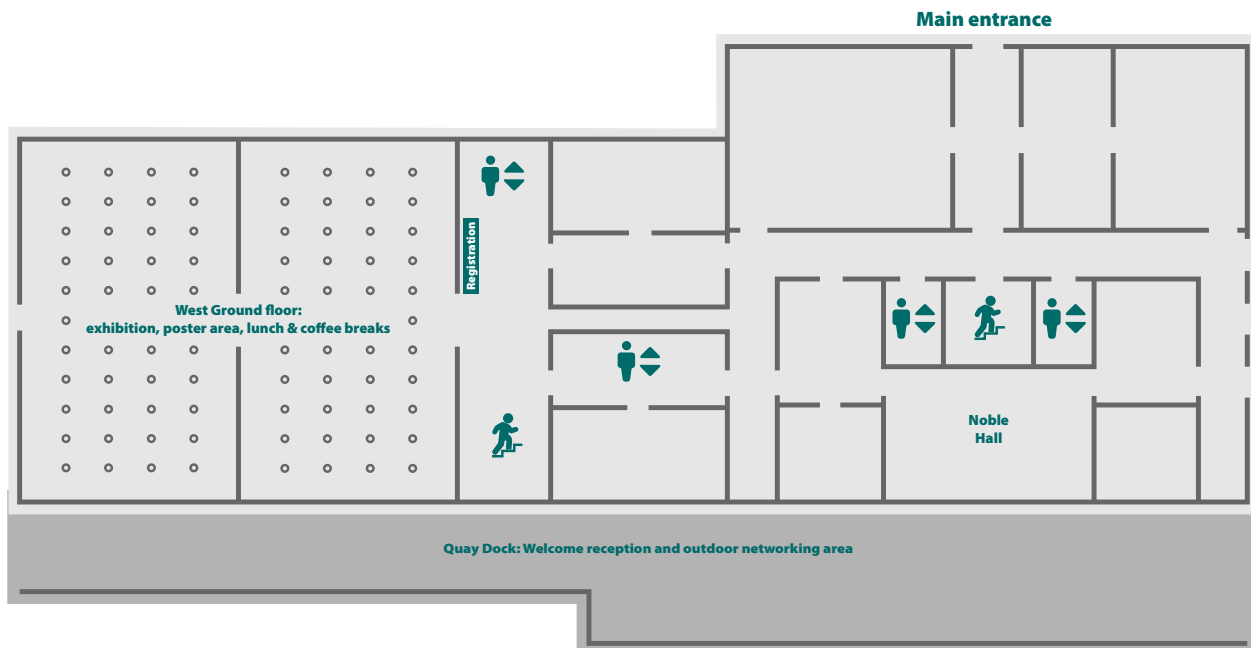 Main entrance
Registration
West Ground floor:
exhibition, poster area, lunch & coffee breaks
Noble
Hall
Quay Dock: Welcome reception and outdoor networking area